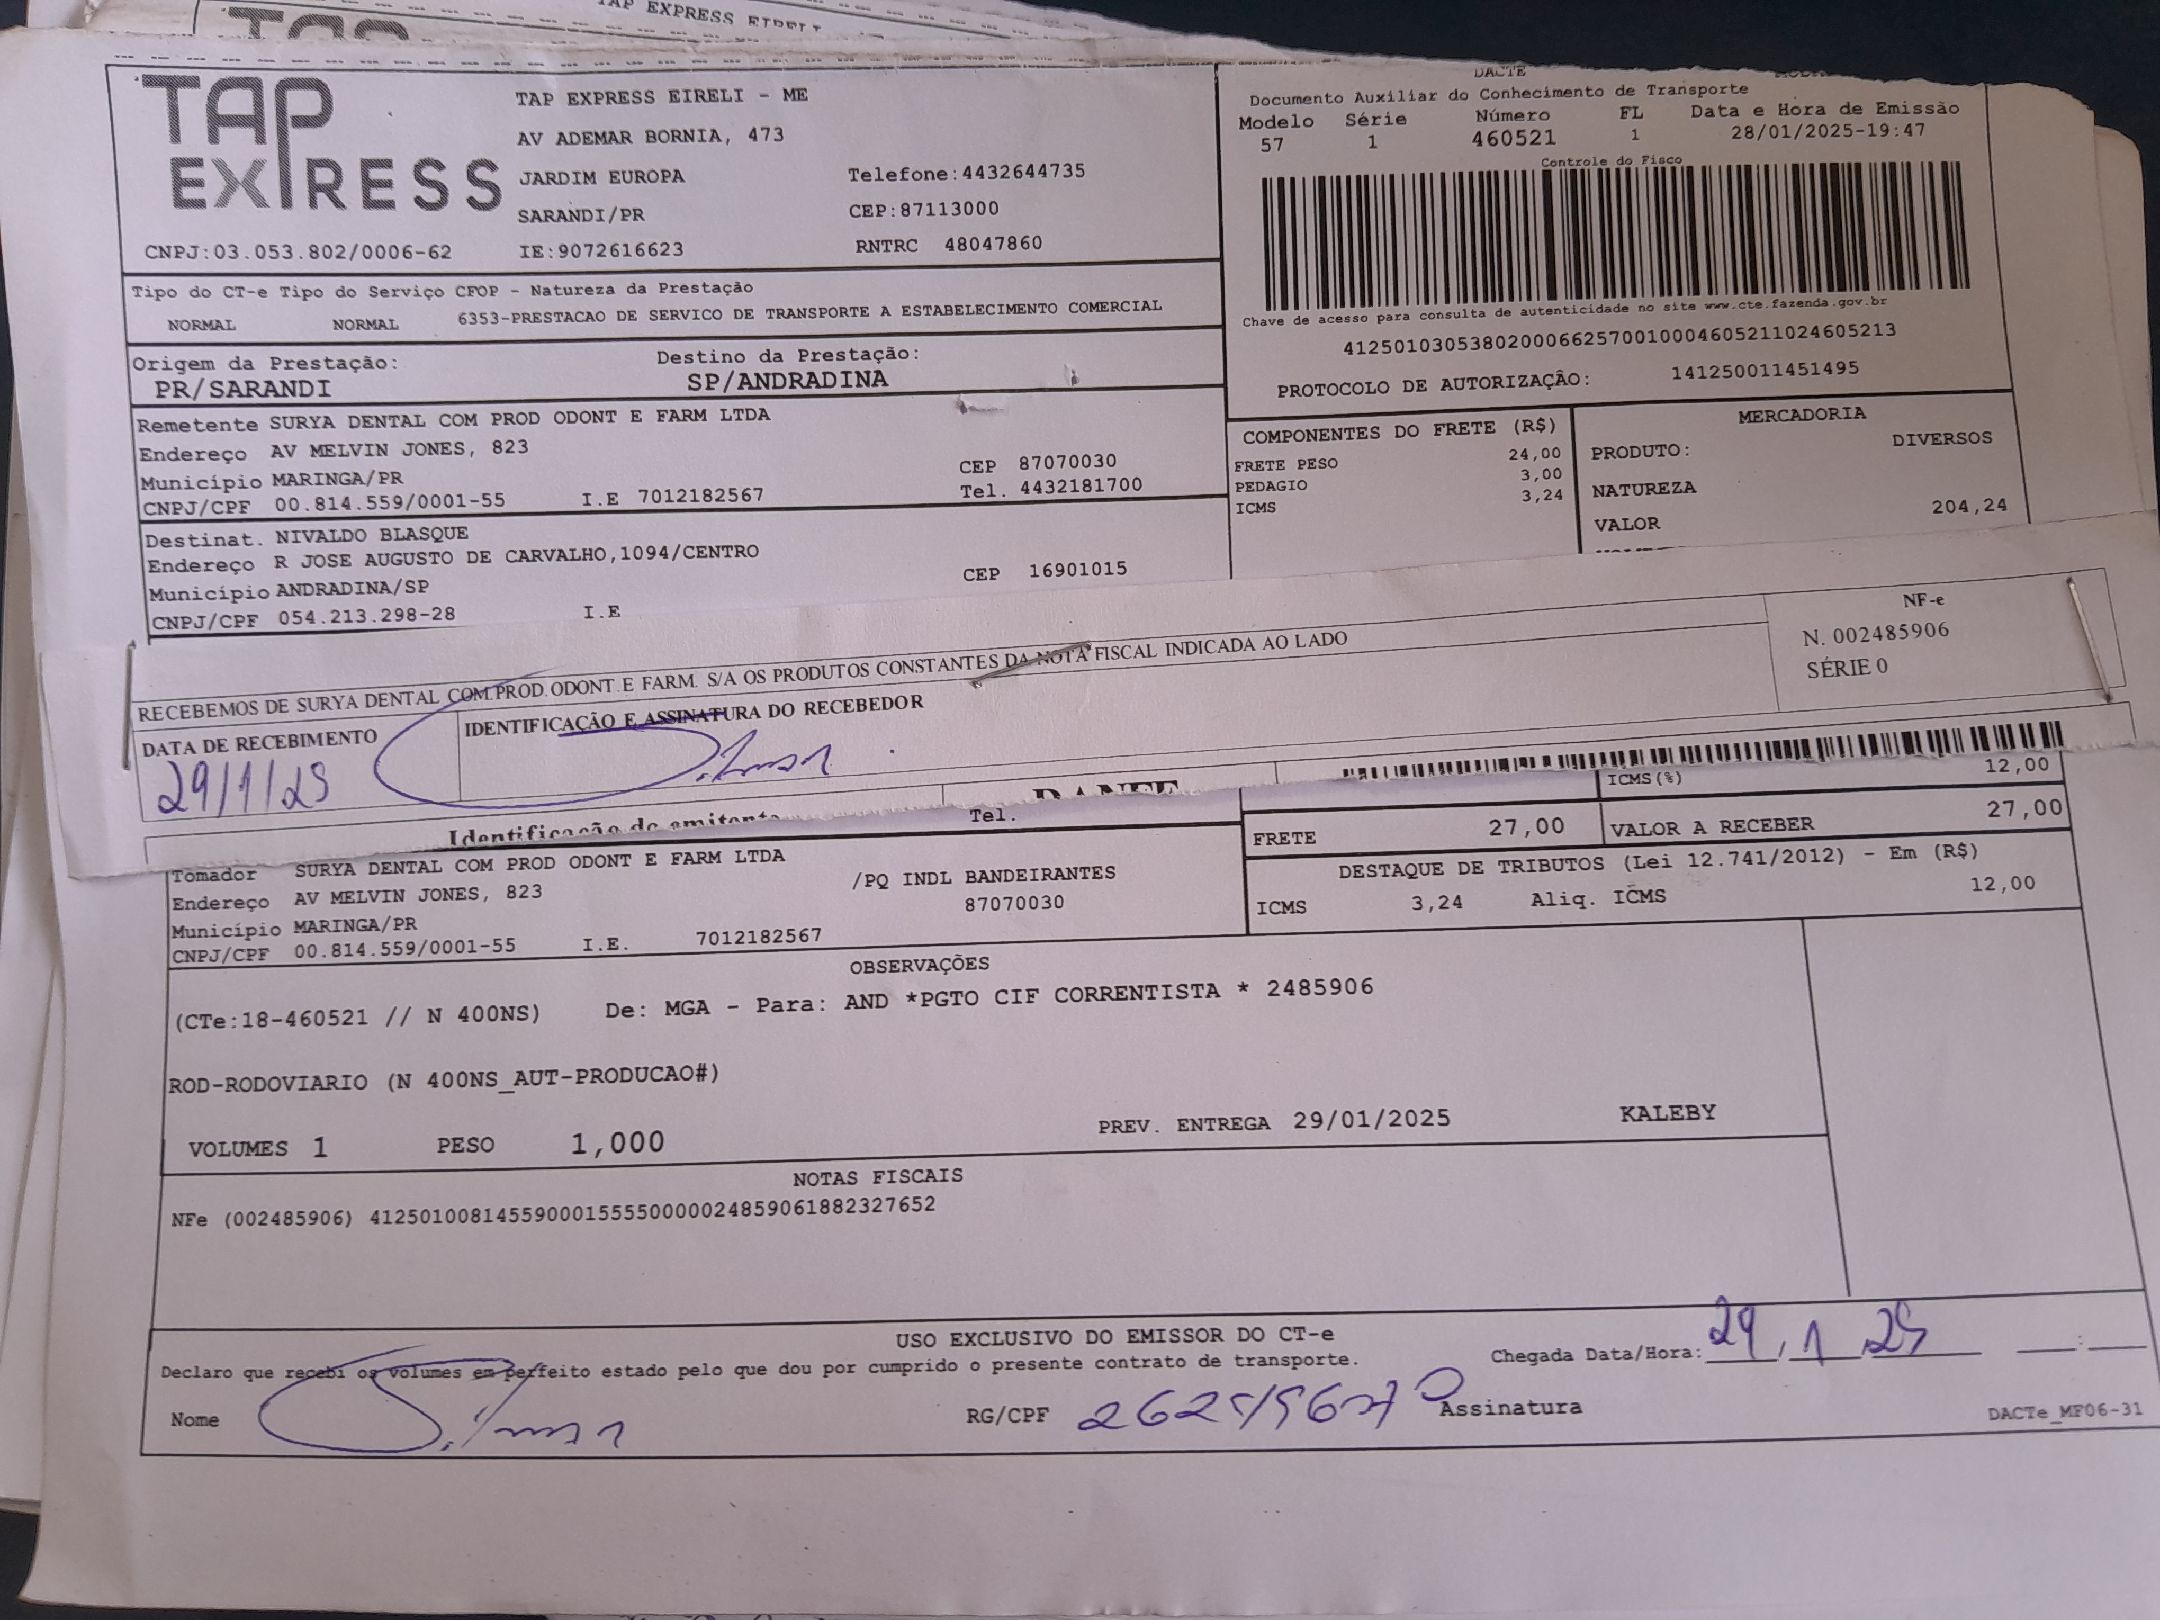 TAP EXPRESS EIRELI
TAP
EXPRESS
TAP EXPRESS EIRELI - ME
AV ADEMAR BORNIA, 473
JARDIM EUROPA Telefone:4432644735
SARANDI/PR CEP:87113000
CNPJ:03.053.802/0006-62 IE:9072616623 RNTRC 48047860
DACTE
Documento Auxiliar do Conhecimento de Transporte
Modelo Série Número FL Data e Hora de Emissão
57 1 460521 1 28/01/2025-19:47
Controle do Fisco
Chave de acesso para consulta de autenticidade no site www.cte.fazenda.gov.br
41250103053802000662570010004605211024605213
PROTOCOLO DE AUTORIZAÇÃO: 141250011451495
Tipo do CT-e Tipo do Serviço CFOP - Natureza da Prestação
NORMAL NORMAL 6353-PRESTACAO DE SERVICO DE TRANSPORTE A ESTABELECIMENTO COMERCIAL
Origem da Prestação: Destino da Prestação:
PR/SARANDI SP/ANDRADINA
Remetente SURYA DENTAL COM PROD ODONT E FARM LTDA
Endereço AV MELVIN JONES, 823
Município MARINGA/PR CEP 87070030
CNPJ/CPF 00.814.559/0001-55 I.E 7012182567 Tel. 4432181700
COMPONENTES DO FRETE (R$)
FRETE PESO 24,00
PEDAGIO 3,00
ICMS 3,24
MERCADORIA
PRODUTO: DIVERSOS
NATUREZA
VALOR 204,24
Destinat. NIVALDO BLASQUE
Endereço R JOSE AUGUSTO DE CARVALHO,1094/CENTRO
Município ANDRADINA/SP CEP 16901015
CNPJ/CPF 054.213.298-28 I.E
RECEBEMOS DE SURYA DENTAL COM.PROD.ODONT.E FARM. S/A OS PRODUTOS CONSTANTES DA NOTA FISCAL INDICADA AO LADO
NF-e
N. 002485906
SÉRIE 0
DATA DE RECEBIMENTO IDENTIFICAÇÃO E ASSINATURA DO RECEBEDOR
29/1/25
Identificação do emitente DANFE
Tel.
ICMS(%) 12,00
FRETE 27,00 VALOR A RECEBER 27,00
DESTAQUE DE TRIBUTOS (Lei 12.741/2012) - Em (R$)
ICMS 3,24 Aliq. ICMS 12,00
Tomador SURYA DENTAL COM PROD ODONT E FARM LTDA
Endereço AV MELVIN JONES, 823 /PQ INDL BANDEIRANTES
Município MARINGA/PR 87070030
CNPJ/CPF 00.814.559/0001-55 I.E. 7012182567
OBSERVAÇÕES
(CTe:18-460521 // N 400NS) De: MGA - Para: AND *PGTO CIF CORRENTISTA * 2485906
ROD-RODOVIARIO (N 400NS_AUT-PRODUCAO#)
VOLUMES 1 PESO 1,000 PREV. ENTREGA 29/01/2025 KALEBY
NOTAS FISCAIS
NFe (002485906) 41250100814559000155550000024859061882327652
USO EXCLUSIVO DO EMISSOR DO CT-e
Declaro que recebi os volumes em perfeito estado pelo que dou por cumprido o presente contrato de transporte. Chegada Data/Hora: 29 1 25
Nome RG/CPF Assinatura
DACTe_MF06-31